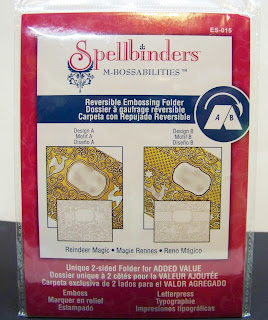 ES-015
Spellbinders™
M-BOSSABILITIES™
Reversible Embossing Folder
Dossier à gaufrage réversible
Carpeta con Repujado Reversible
A / B
Design A
Motif A
Diseño A
Design B
Motif B
Diseño B
Reindeer Magic • Magie Rennes • Reno Mágico
Unique 2-sided Folder for ADDED VALUE
Dossier unique à 2 côtés pour la VALEUR AJOUTÉE
Carpeta exclusiva de 2 lados para el VALOR AGREGADO
Emboss
Marquer en relief
Estampado
Letterpress
Typographie
Impresiones tipográficas